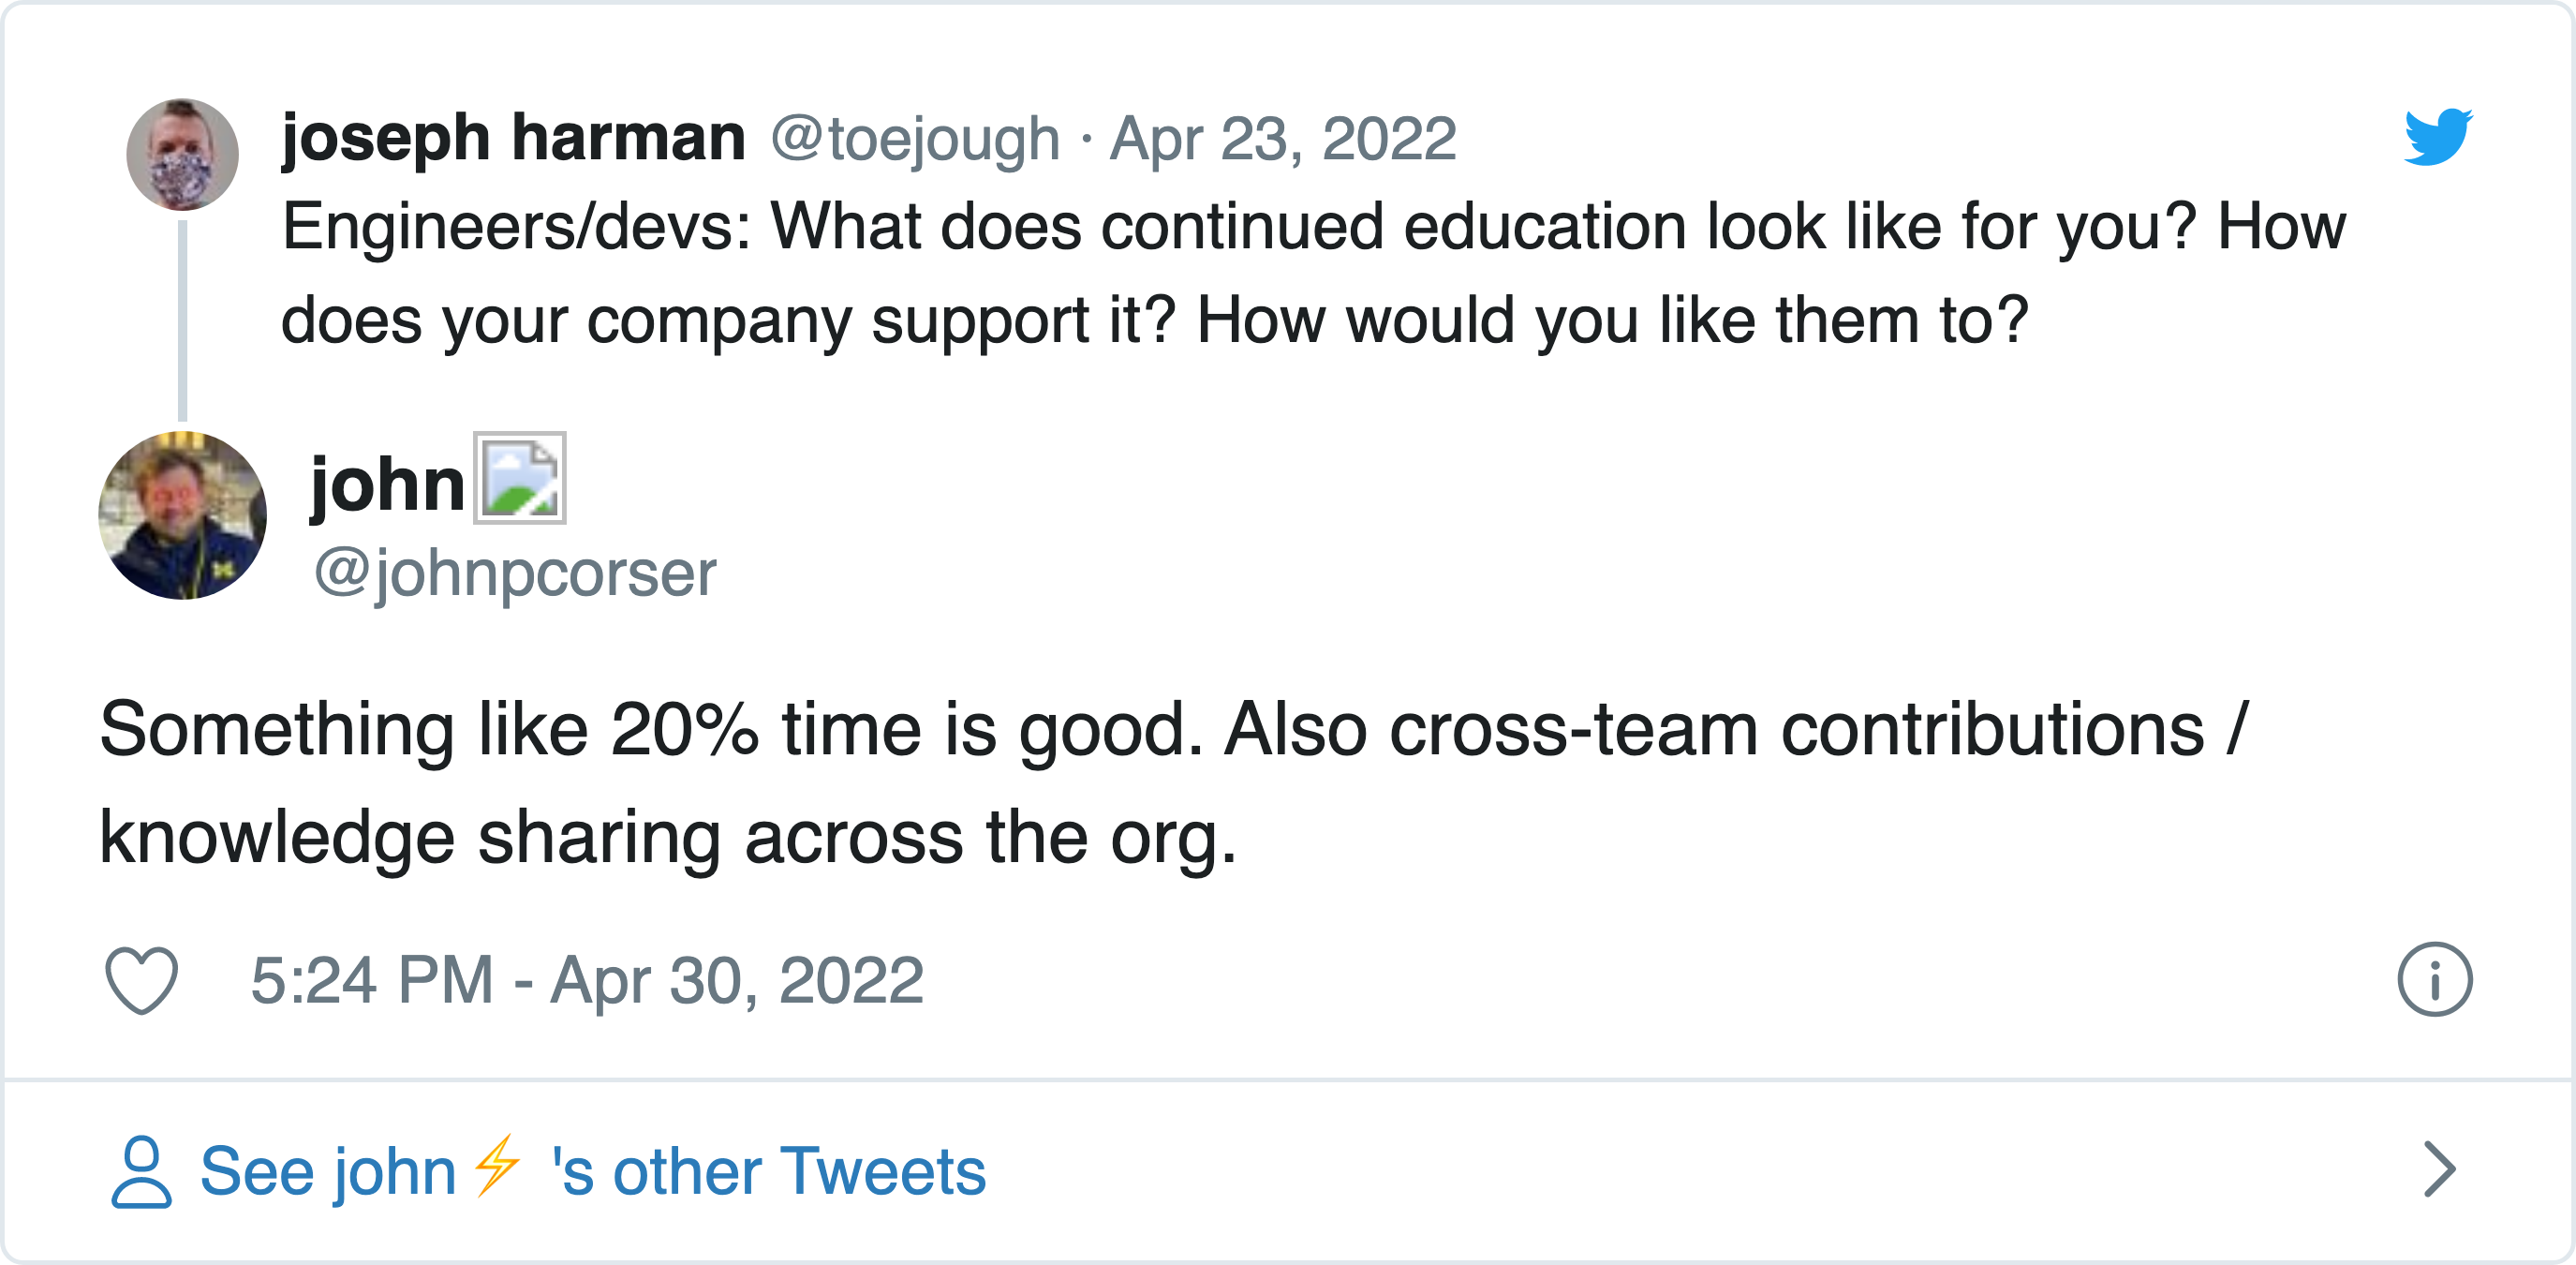 joseph harman @toejough · Apr 23, 2022
Engineers/devs: What does continued education look like for you? How
does your company support it? How would you like them to?
john
@johnpcorser
Something like 20% time is good. Also cross-team contributions /
knowledge sharing across the org.
5:24 PM - Apr 30, 2022
See john⚡ 's other Tweets